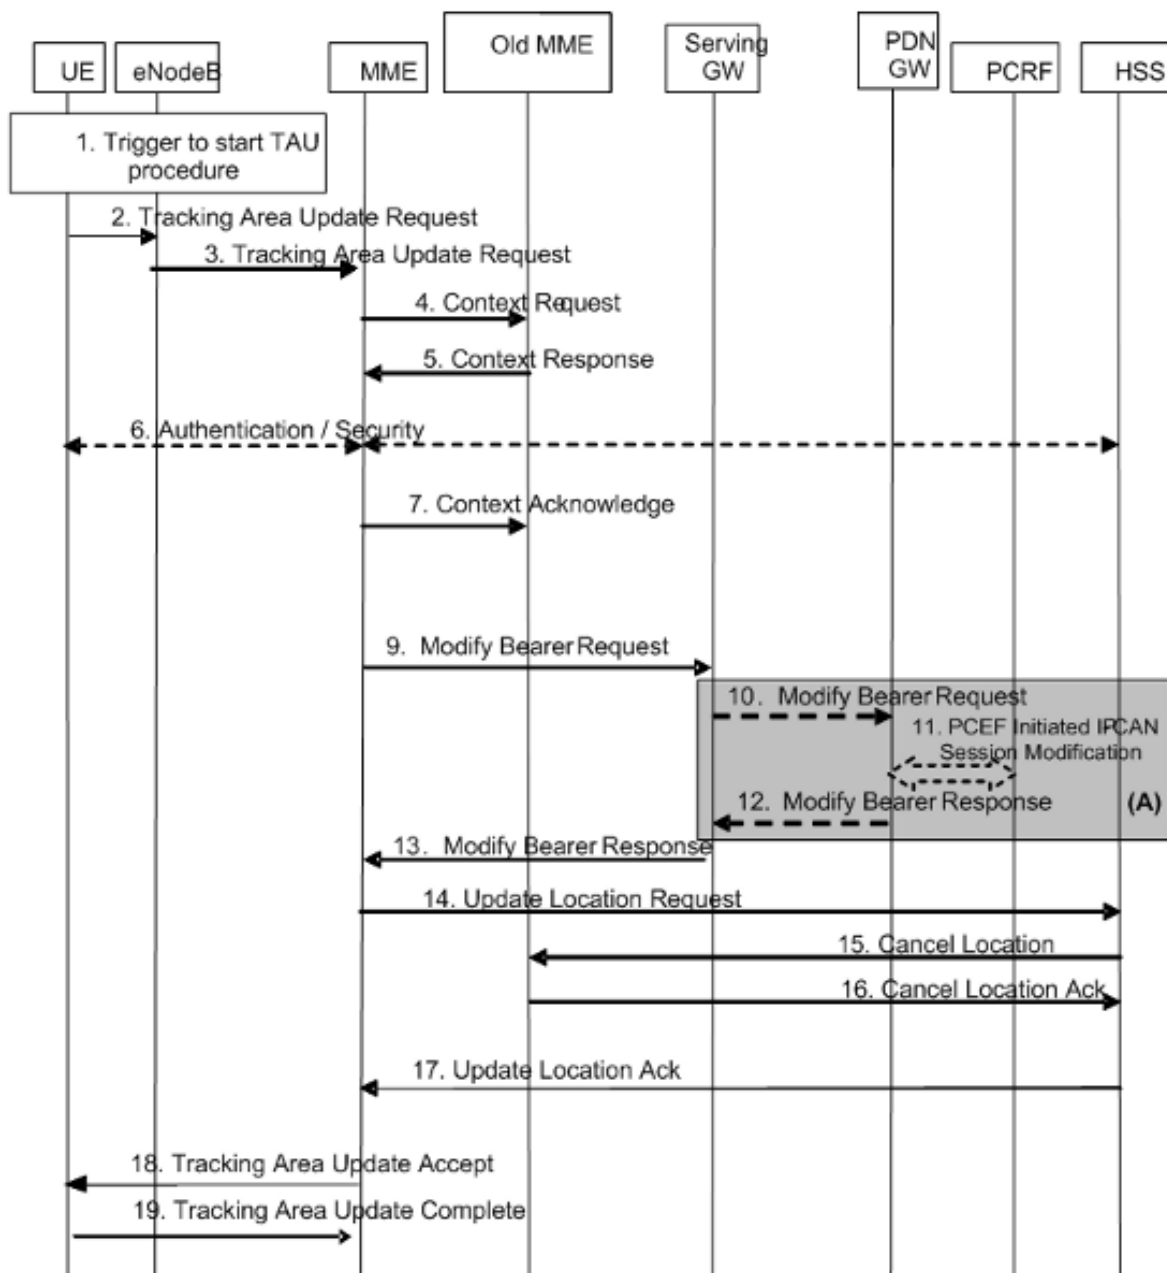 UE
eNodeB
MME
Old MME
Serving
GW
PDN
GW
PCRF
HSS
1. Trigger to start TAU
procedure
2. Tracking Area Update Request
3. Tracking Area Update Request
4. Context Request
5. Context Response
6. Authentication / Security
7. Context Acknowledge
9. Modify Bearer Request
10. Modify Bearer Request
11. PCEF Initiated IPCAN
Session Modification
12. Modify Bearer Response
(A)
13. Modify Bearer Response
14. Update Location Request
15. Cancel Location
16. Cancel Location Ack
17. Update Location Ack
18. Tracking Area Update Accept
19. Tracking Area Update Complete